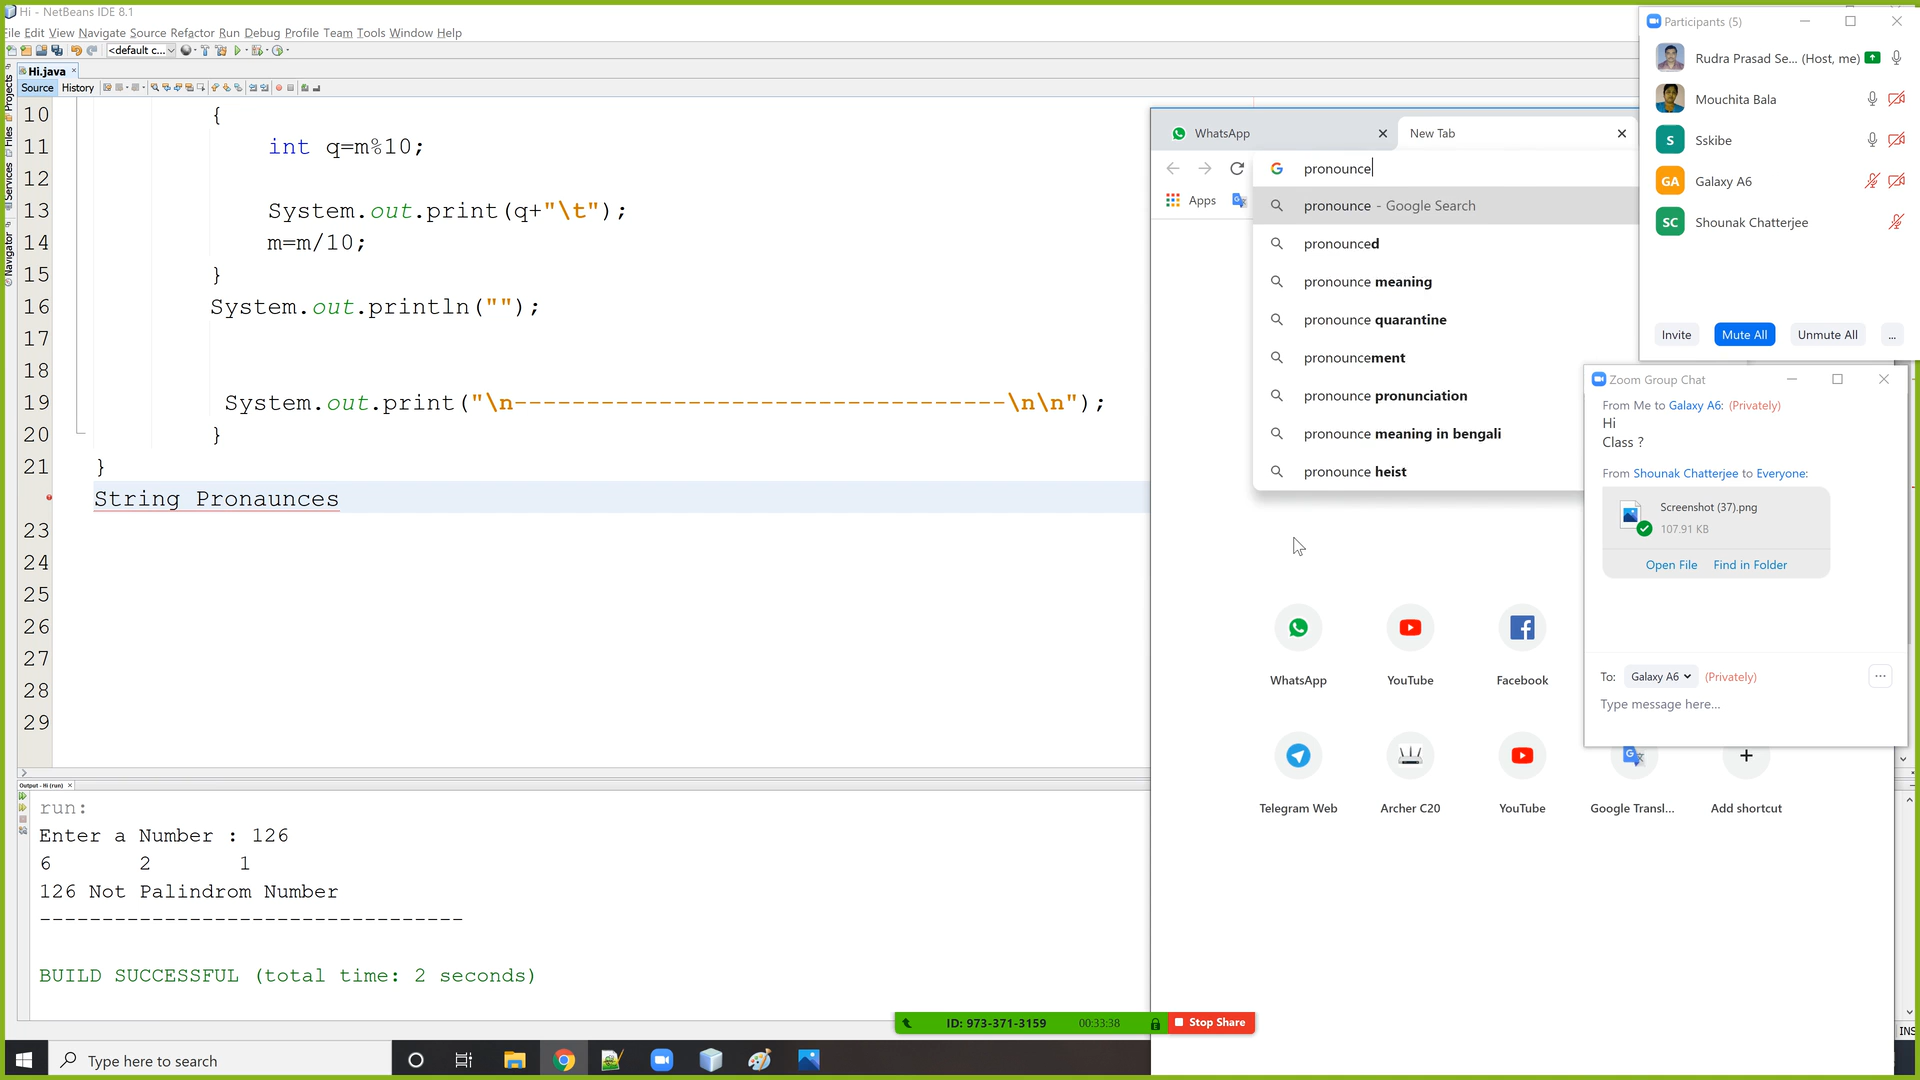 Hi - NetBeans IDE 8.1
File Edit View Navigate Source Refactor Run Debug Profile Team Tools Window Help
<default c...
Hi.java
Source History
Projects
Files
Services
Navigator
10 {
11 int q=m%10;
12
13 System.out.print(q+"\t");
14 m=m/10;
15 }
16 System.out.println("");
17
18
19 System.out.print("\n----------------------------------\n\n");
20 }
21 }
String Pronaunces
23
24
25
26
27
28
29
Output - Hi (run)
run:
Enter a Number : 126
6 2 1
126 Not Palindrom Number
----------------------------------
BUILD SUCCESSFUL (total time: 2 seconds)
WhatsApp
New Tab
pronounce
Apps
pronounce - Google Search
pronounced
pronounce meaning
pronounce quarantine
pronouncement
pronounce pronunciation
pronounce meaning in bengali
pronounce heist
WhatsApp
YouTube
Facebook
Telegram Web
Archer C20
YouTube
Google Transl...
Add shortcut
Participants (5)
Rudra Prasad Se... (Host, me)
Mouchita Bala
S Sskibe
GA Galaxy A6
SC Shounak Chatterjee
Invite
Mute All
Unmute All
...
Zoom Group Chat
From Me to Galaxy A6: (Privately)
Hi
Class ?
From Shounak Chatterjee to Everyone:
Screenshot (37).png
107.91 KB
Open File Find in Folder
To: Galaxy A6 (Privately)
Type message here...
ID: 973-371-3159
00:33:38
Stop Share
INS
Type here to search